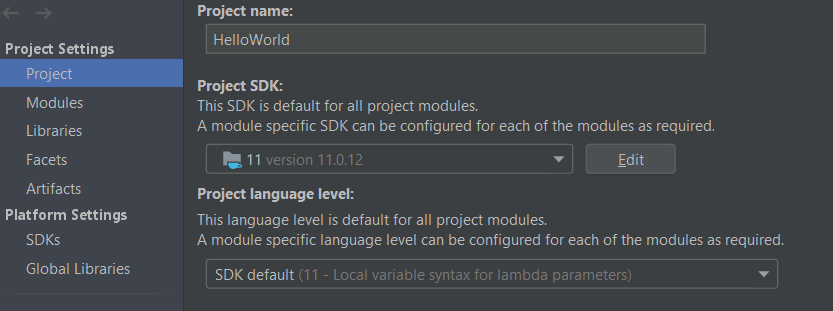 Project name:
HelloWorld
Project Settings
Project
Modules
Libraries
Facets
Artifacts
Platform Settings
SDKs
Global Libraries
Project SDK:
This SDK is default for all project modules.
A module specific SDK can be configured for each of the modules as required.
11 version 11.0.12
Edit
Project language level:
This language level is default for all project modules.
A module specific language level can be configured for each of the modules as required.
SDK default (11 - Local variable syntax for lambda parameters)